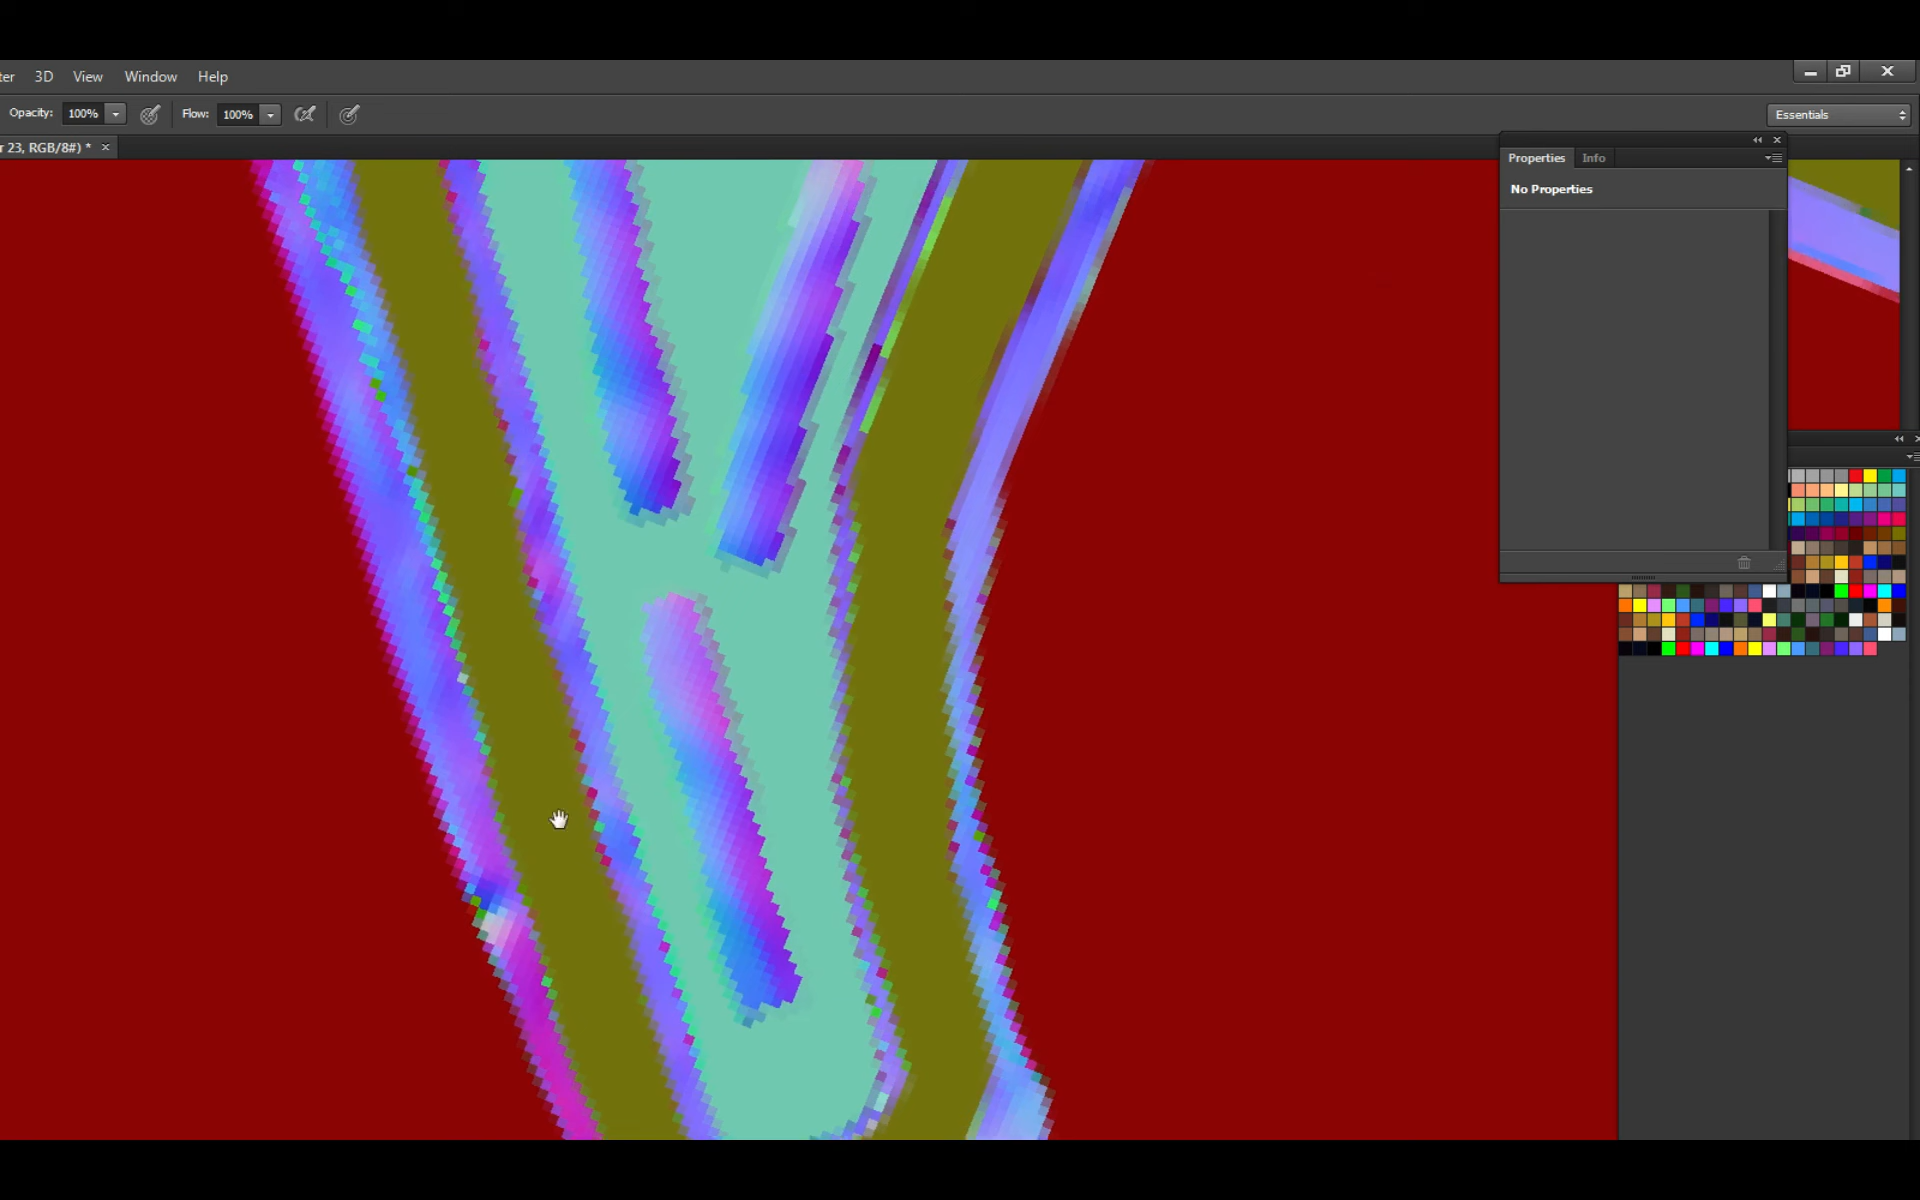 ter 3D View Window Help
Opacity: 100% Flow: 100% Essentials
r 23, RGB/8#) *
Properties Info
No Properties